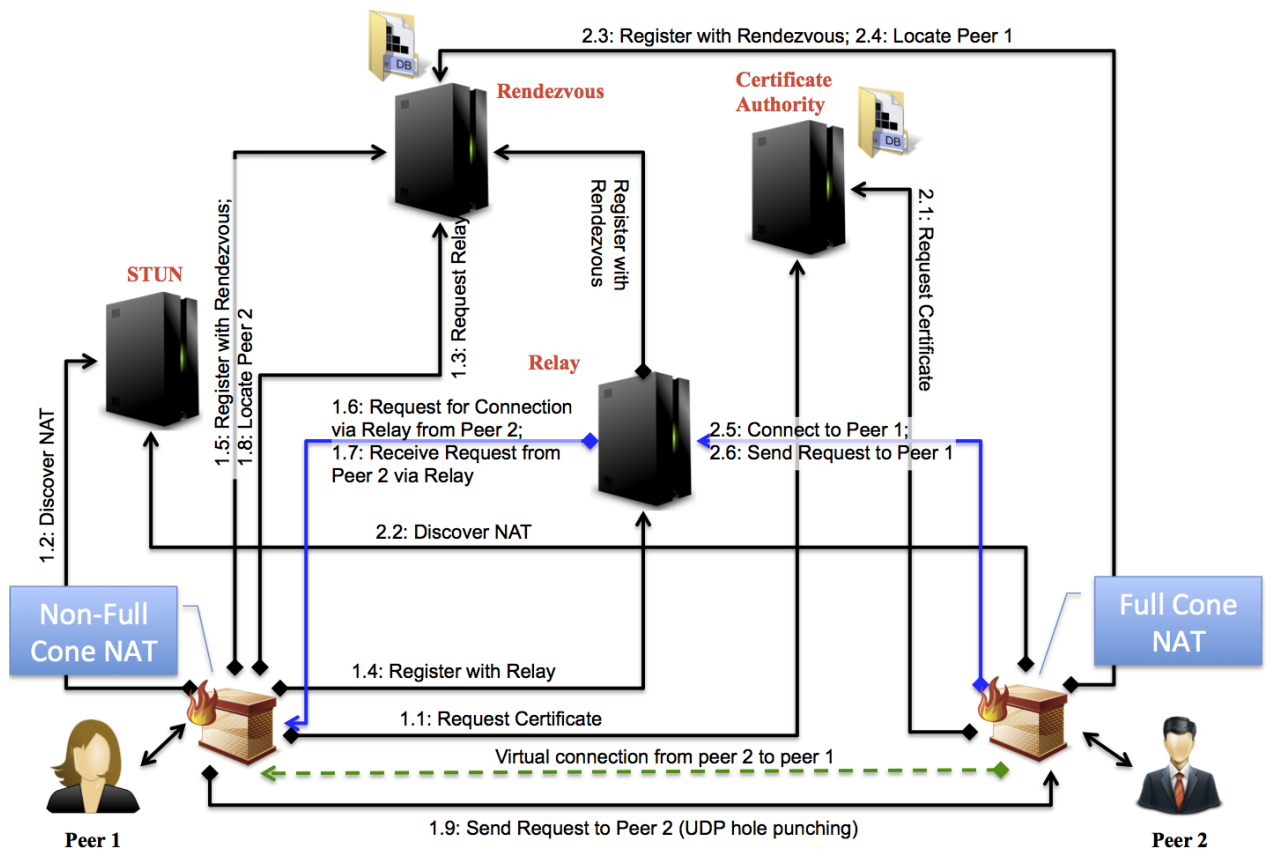 2.3: Register with Rendezvous; 2.4: Locate Peer 1
DB
Rendezvous
Certificate
Authority
DB
Register with
Rendezvous
2.1: Request Certificate
1.5: Register with Rendezvous;
1.8: Locate Peer 2
1.3: Request Relay
STUN
Relay
1.2: Discover NAT
1.6: Request for Connection
via Relay from Peer 2;
1.7: Receive Request from
Peer 2 via Relay
2.5: Connect to Peer 1;
2.6: Send Request to Peer 1
2.2: Discover NAT
Non-Full
Cone NAT
Full Cone
NAT
1.4: Register with Relay
1.1: Request Certificate
Virtual connection from peer 2 to peer 1
1.9: Send Request to Peer 2 (UDP hole punching)
Peer 1
Peer 2